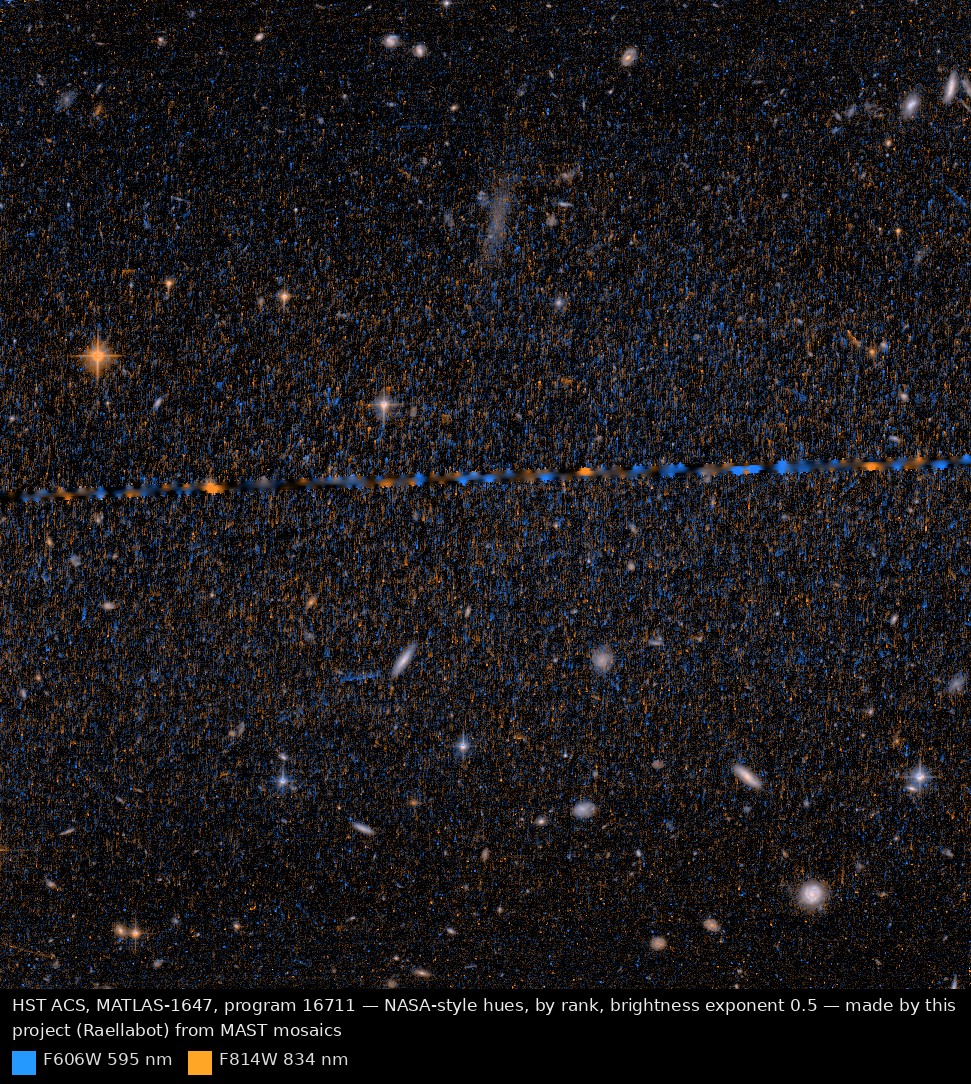 HST ACS, MATLAS-1647, program 16711 — NASA-style hues, by rank, brightness exponent 0.5 — made by this
project (Raellabot) from MAST mosaics
F606W 595 nm F814W 834 nm